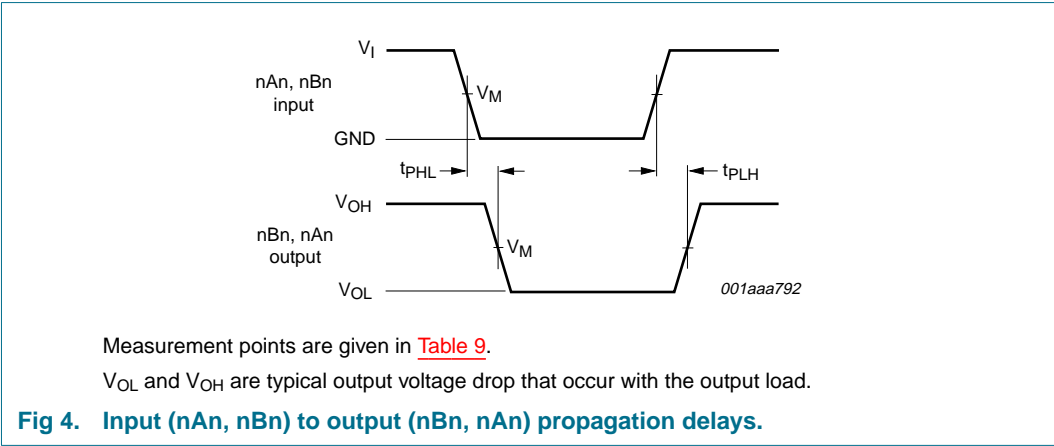 VI
nAn, nBn
input
VM
GND
tPHL
tPLH
VOH
nBn, nAn
output
VM
VOL
001aaa792
Measurement points are given in Table 9.
VOL and VOH are typical output voltage drop that occur with the output load.
Fig 4. Input (nAn, nBn) to output (nBn, nAn) propagation delays.